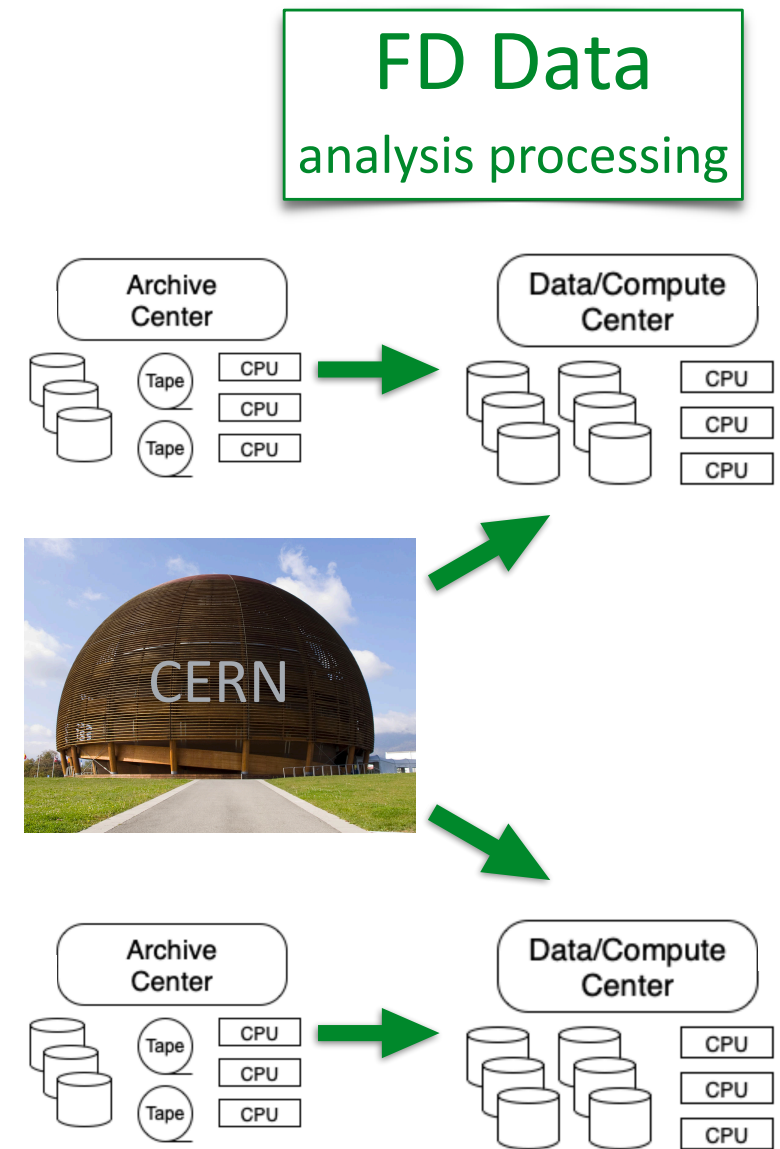 FD Data
analysis processing
Archive
Center
Tape
Tape
CPU
CPU
CPU
Data/Compute
Center
CPU
CPU
CPU
CERN
Archive
Center
Tape
Tape
CPU
CPU
CPU
Data/Compute
Center
CPU
CPU
CPU